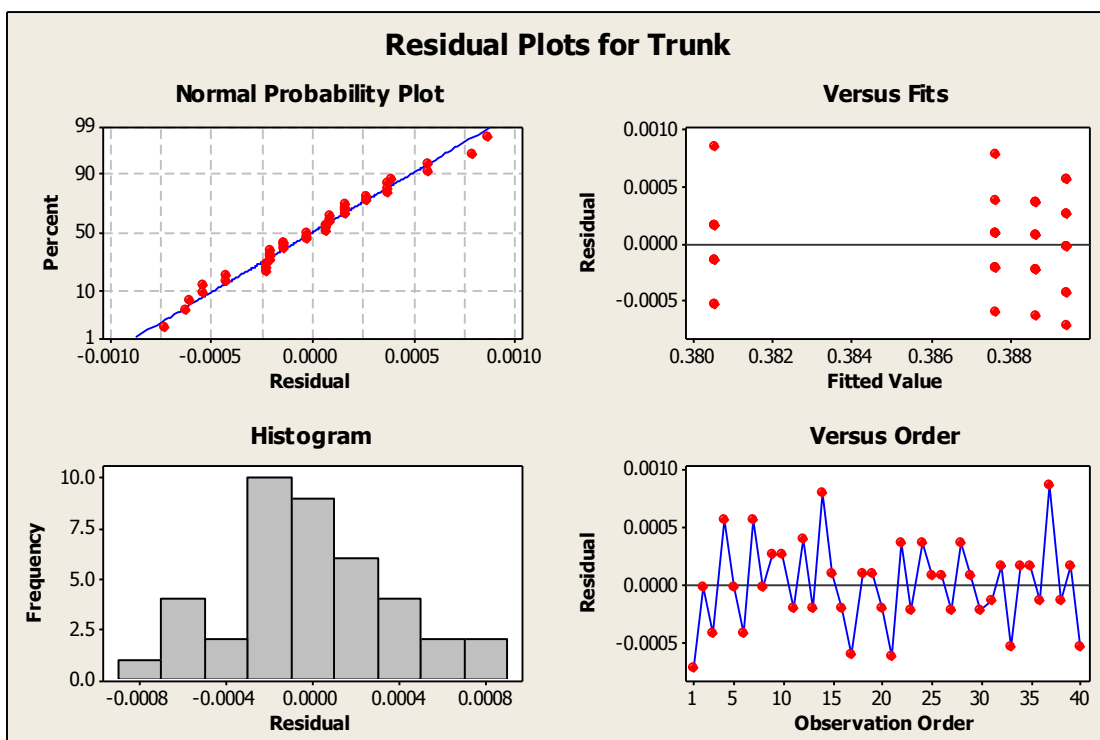 Residual Plots for Trunk
Normal Probability Plot
Percent
99
90
50
10
1
-0.0010 -0.0005 0.0000 0.0005 0.0010
Residual
Versus Fits
Residual
0.0010
0.0005
0.0000
-0.0005
0.380 0.382 0.384 0.386 0.388
Fitted Value
Histogram
Frequency
10.0
7.5
5.0
2.5
0.0
-0.0008 -0.0004 0.0000 0.0004 0.0008
Residual
Versus Order
Residual
0.0010
0.0005
0.0000
-0.0005
1 5 10 15 20 25 30 35 40
Observation Order